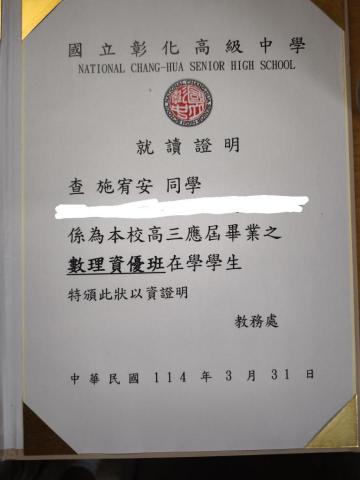 國立彰化高級中學
NATIONAL CHANG-HUA SENIOR HIGH SCHOOL
就讀證明
查 施宥安 同學
係為本校高三應屆畢業之
數理資優班在學學生
特頒此狀以資證明
教務處
中華民國 114 年 3 月 31 日